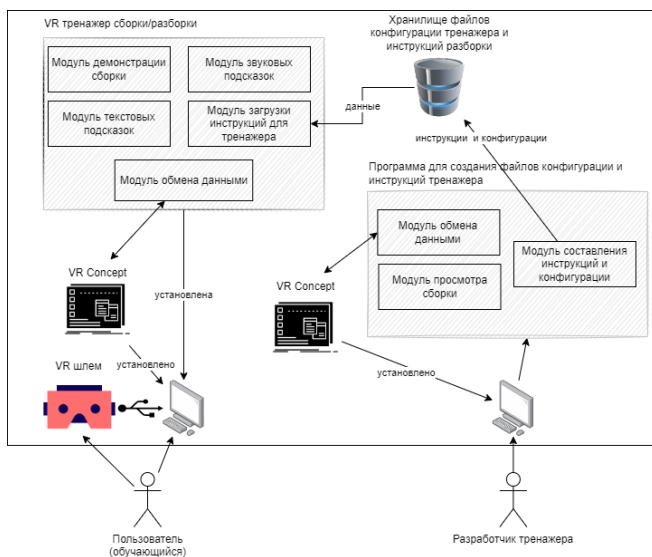 VR тренажер сборки/разборки
Модуль демонстрации
сборки
Модуль звуковых
подсказок
Модуль текстовых
подсказок
Модуль загрузки
инструкций для
тренажера
Модуль обмена данными
Хранилище файлов
конфигурации тренажера и
инструкций разборки
данные
инструкции и конфигурации
Программа для создания файлов конфигурации и
инструкций тренажера
Модуль обмена
данными
Модуль просмотра
сборки
Модуль составления
инструкций и
конфигурации
VR Concept
установлена
VR Concept
установлено
VR шлем
установлено
Пользователь
(обучающийся)
Разработчик тренажера